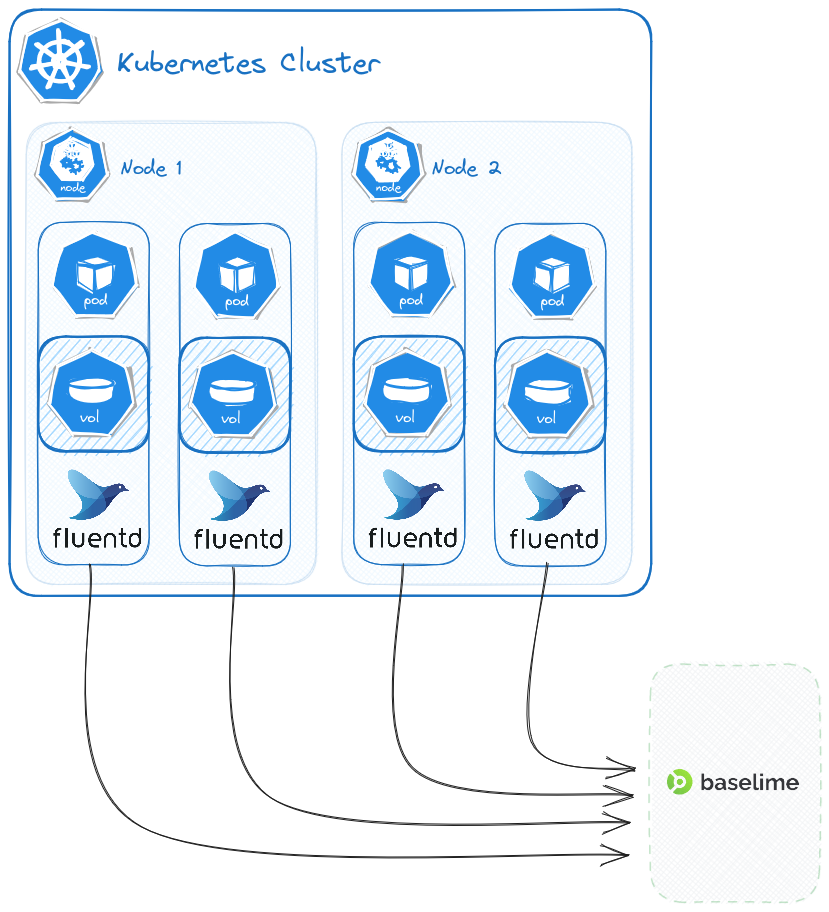 Kubernetes Cluster
node
Node 1
node
Node 2
pod
pod
pod
pod
vol
vol
vol
vol
fluentd
fluentd
fluentd
fluentd
baselime